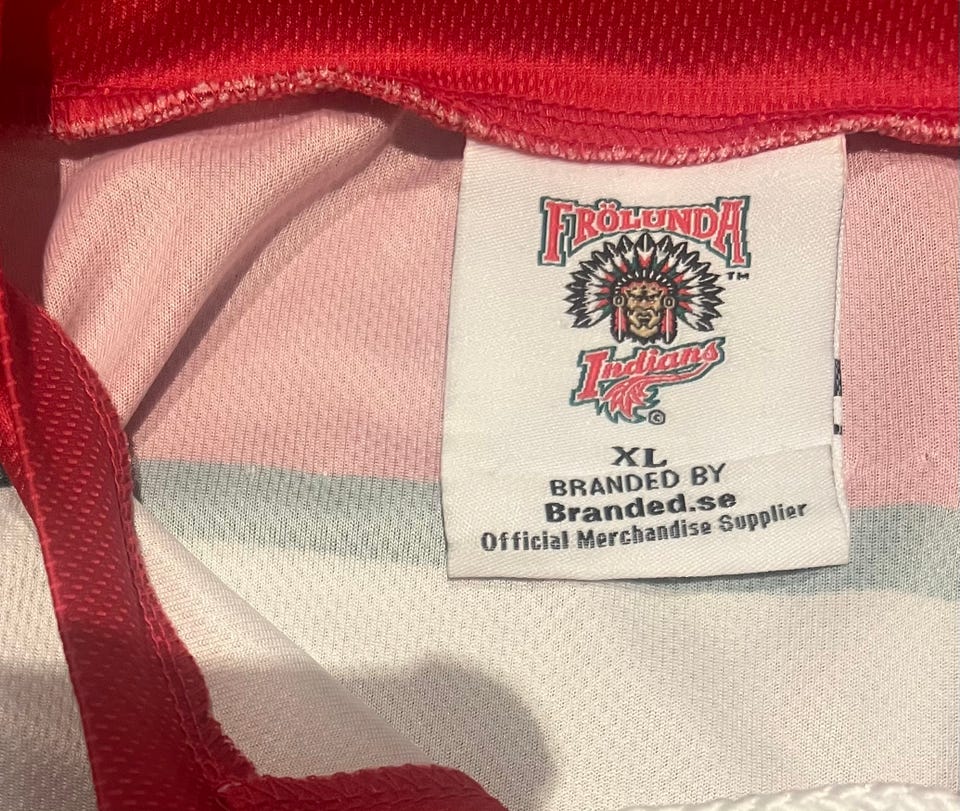 FRÖLUNDA
TM
Indians
©
XL
BRANDED BY
Branded.se
Official Merchandise Supplier